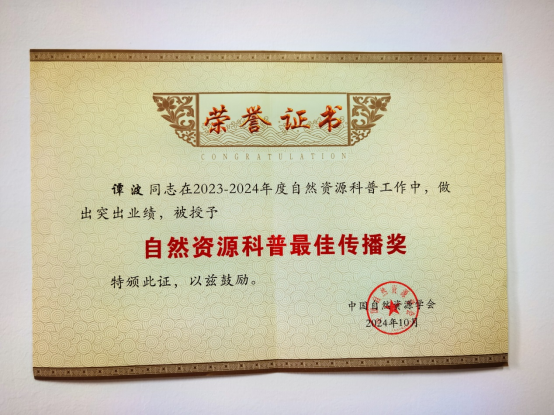 荣誉证书
CONGRATULATION
谭波同志在2023-2024年度自然资源科普工作中，做
出突出业绩，被授予
自然资源科普最佳传播奖
特颁此证，以兹鼓励。
中国自然资源学会
2024年10月